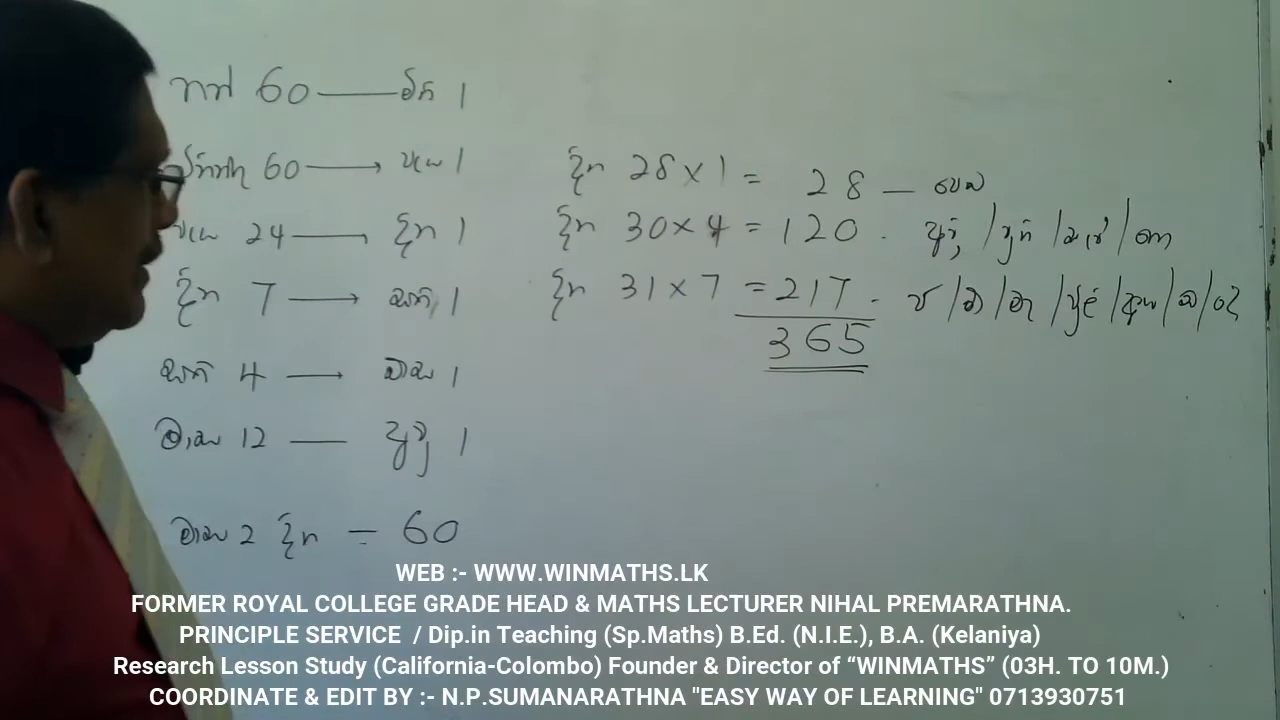 තත් 60 — මිනි 1
මිනිත්තු 60 → පැය 1
පැය 24 — දින 1
දින 7 → සති 1
සති 4 → මාස 1
මාස 12 — අවු 1
මාස 2 දින = 60
දින 28 × 1 = 28 — පෙබ
දින 30 × 4 = 120 .
දින 31 × 7 = 217 .
365
WEB :- WWW.WINMATHS.LK
FORMER ROYAL COLLEGE GRADE HEAD & MATHS LECTURER NIHAL PREMARATHNA.
PRINCIPLE SERVICE / Dip.in Teaching (Sp.Maths) B.Ed. (N.I.E.), B.A. (Kelaniya)
Research Lesson Study (California-Colombo) Founder & Director of “WINMATHS” (03H. TO 10M.)
COORDINATE & EDIT BY :- N.P.SUMANARATHNA "EASY WAY OF LEARNING" 0713930751